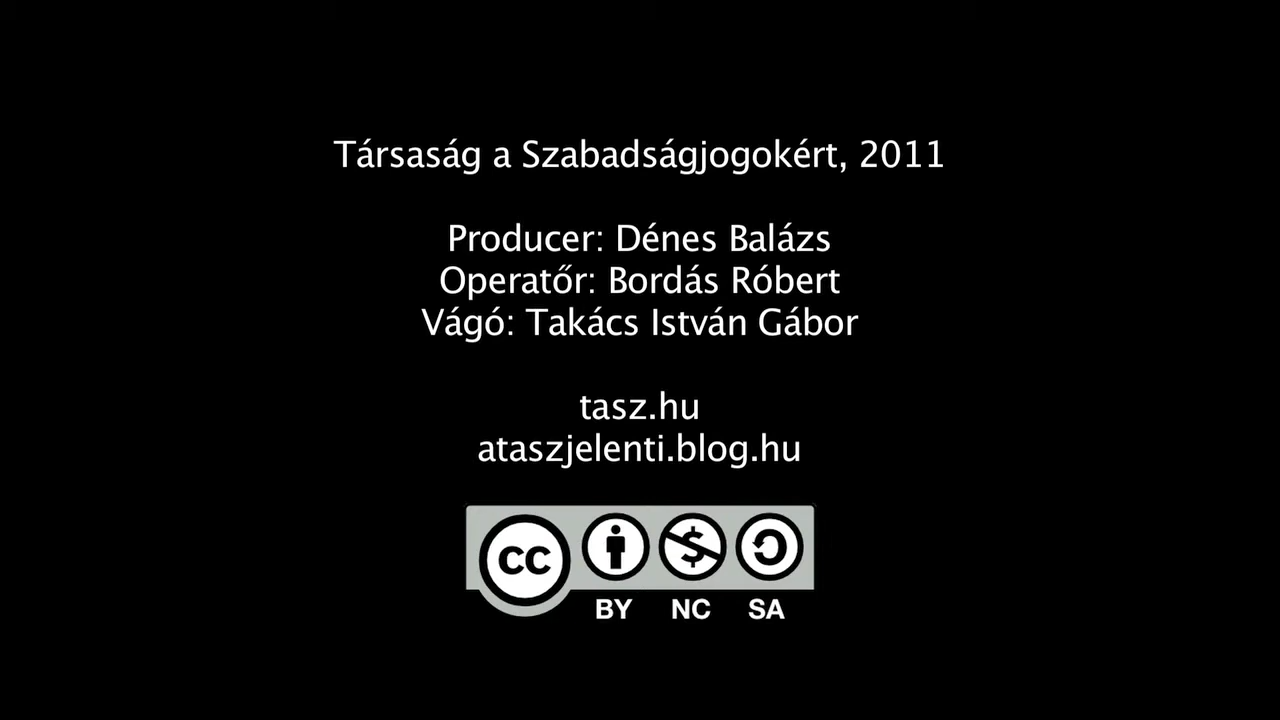 Társaság a Szabadságjogokért, 2011
Producer: Dénes Balázs
Operatőr: Bordás Róbert
Vágó: Takács István Gábor
tasz.hu
ataszjelenti.blog.hu
cc
BY NC SA